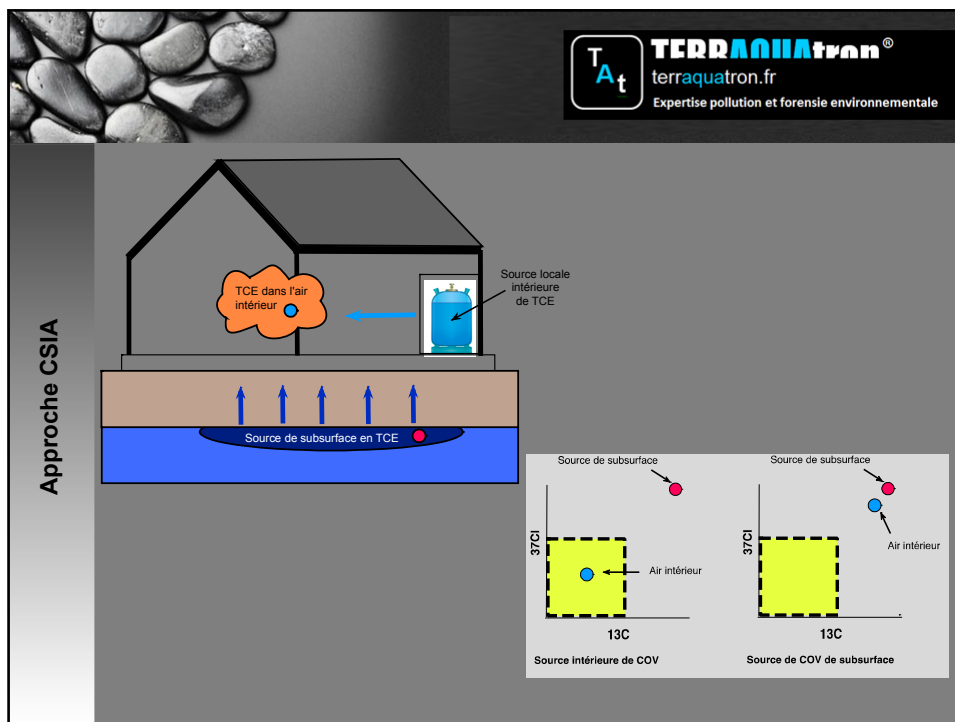 T
A
t
TERRAQUAtron®
terraquatron.fr
Expertise pollution et forensie environnementale
Approche CSIA
TCE dans l'air
intérieur
Source locale
intérieure
de TCE
Source de subsurface en TCE
Source de subsurface
37Cl
Air intérieur
13C
Source intérieure de COV
Source de subsurface
37Cl
Air intérieur
13C
Source de COV de subsurface